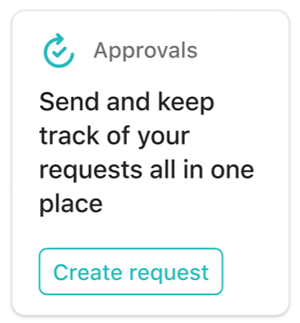 Approvals
Send and keep
track of your
requests all in one
place
Create request